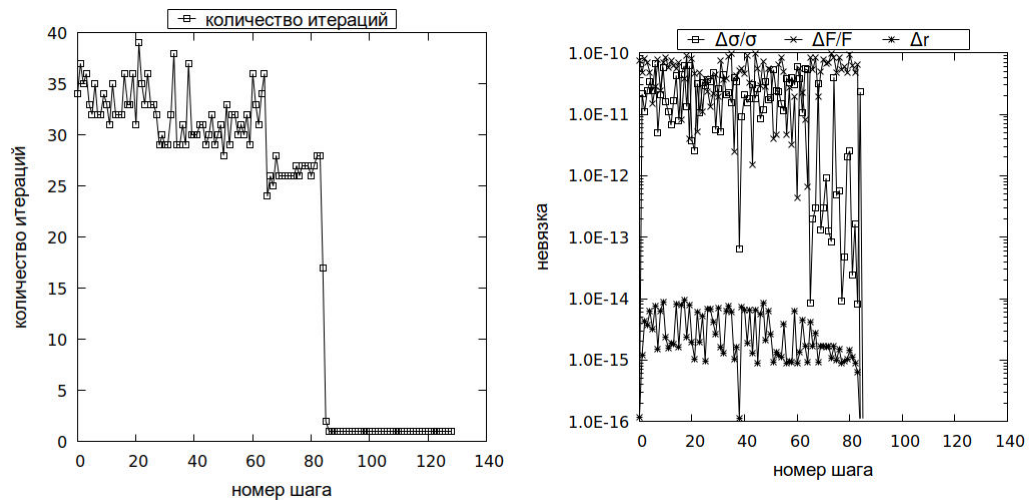 количество итераций
40
35
30
25
20
15
10
5
0
0 20 40 60 80 100 120 140
количество итераций
номер шага
Δσ/σ ΔF/F Δr
1.0E-10
1.0E-11
1.0E-12
1.0E-13
1.0E-14
1.0E-15
1.0E-16
0 20 40 60 80 100 120 140
невязка
номер шага